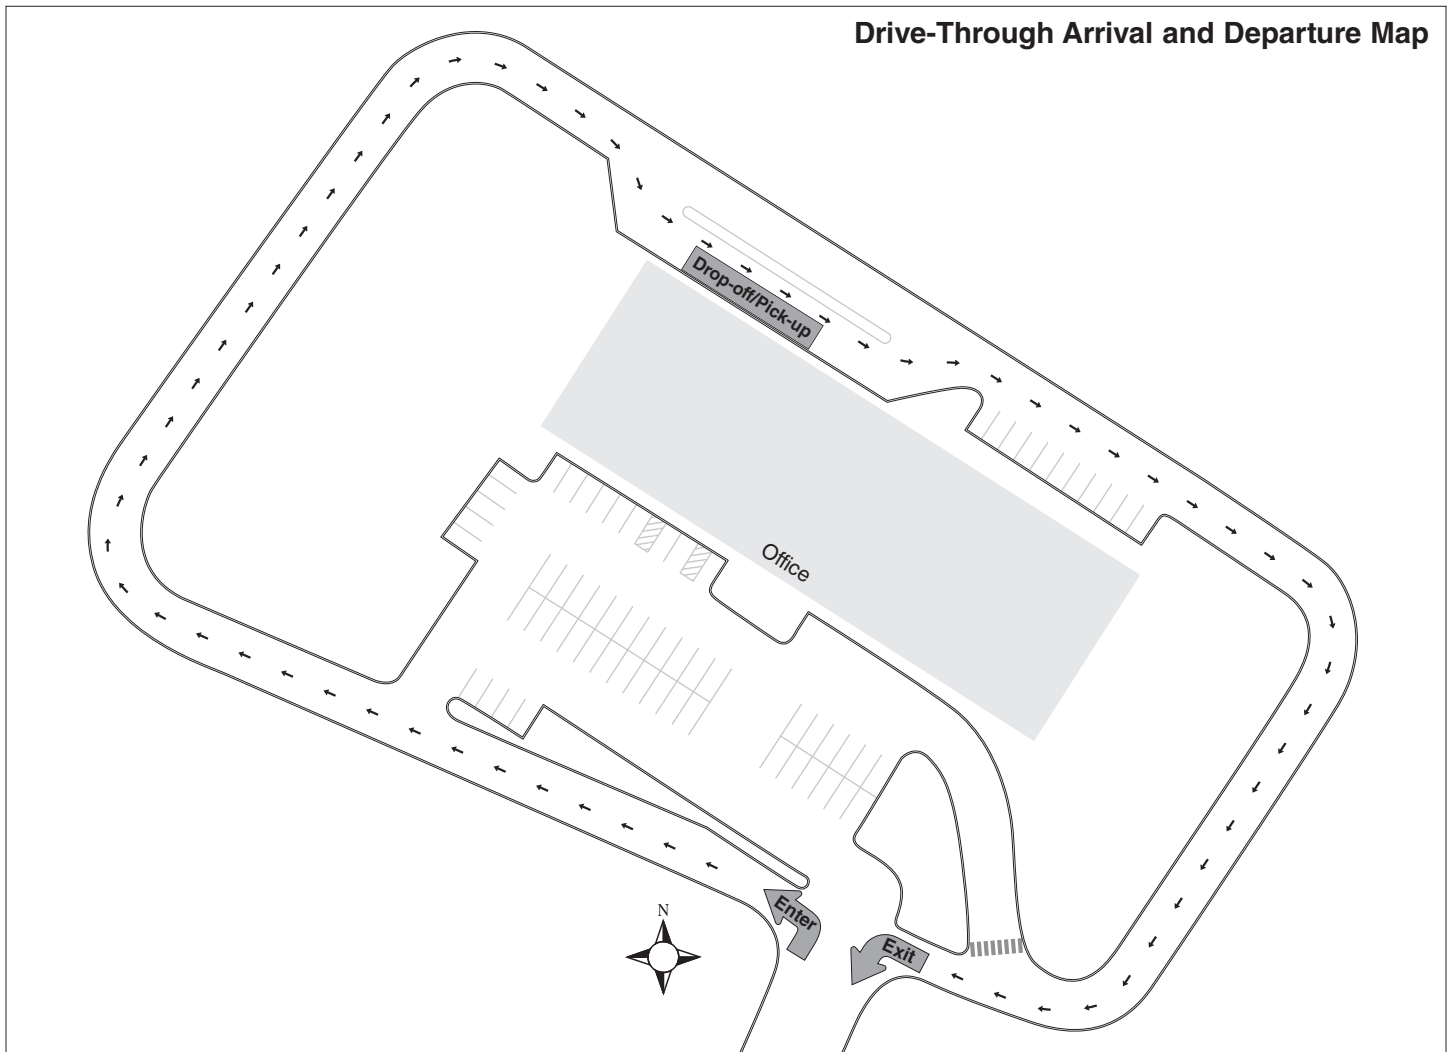 Drive-Through Arrival and Departure Map
Drop-off/Pick-up
Office
Enter
N
Exit